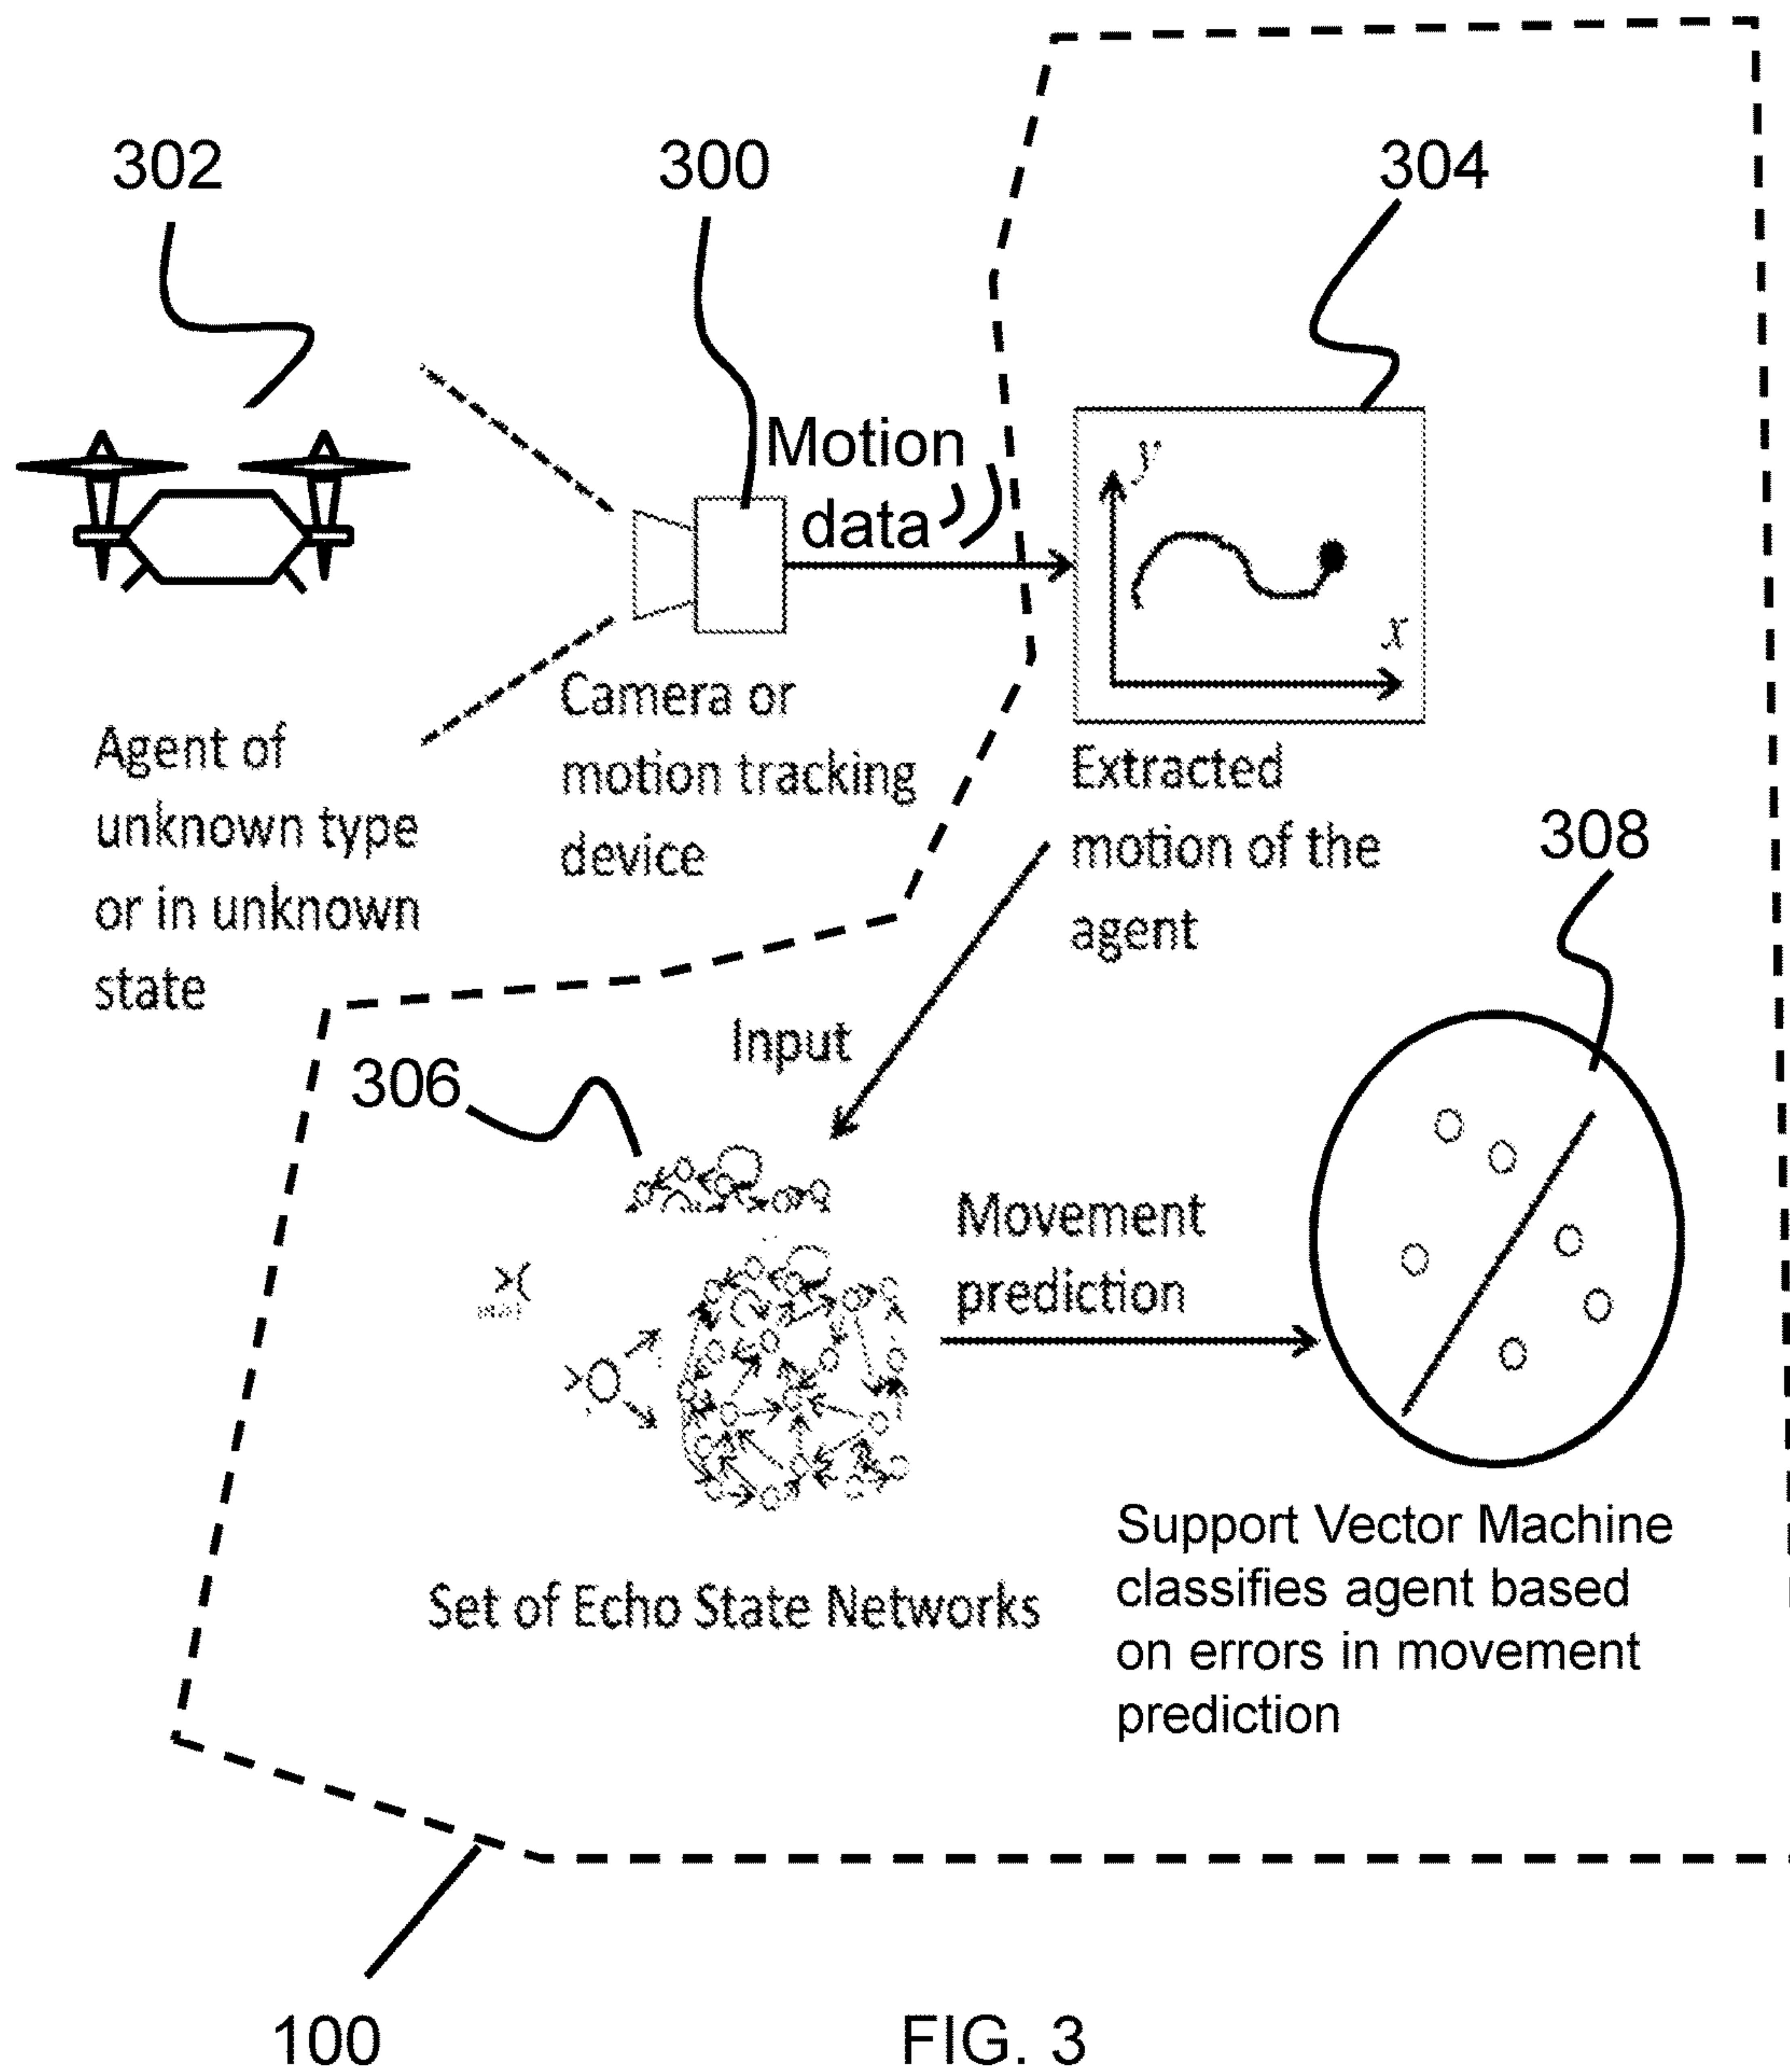 302
300
304
Motion
data
y
x
Camera or
motion tracking
device
Agent of
unknown type
or in unknown
state
Extracted
motion of the
agent
308
Input
306
Movement
prediction
Set of Echo State Networks
Support Vector Machine
classifies agent based
on errors in movement
prediction
100
FIG. 3